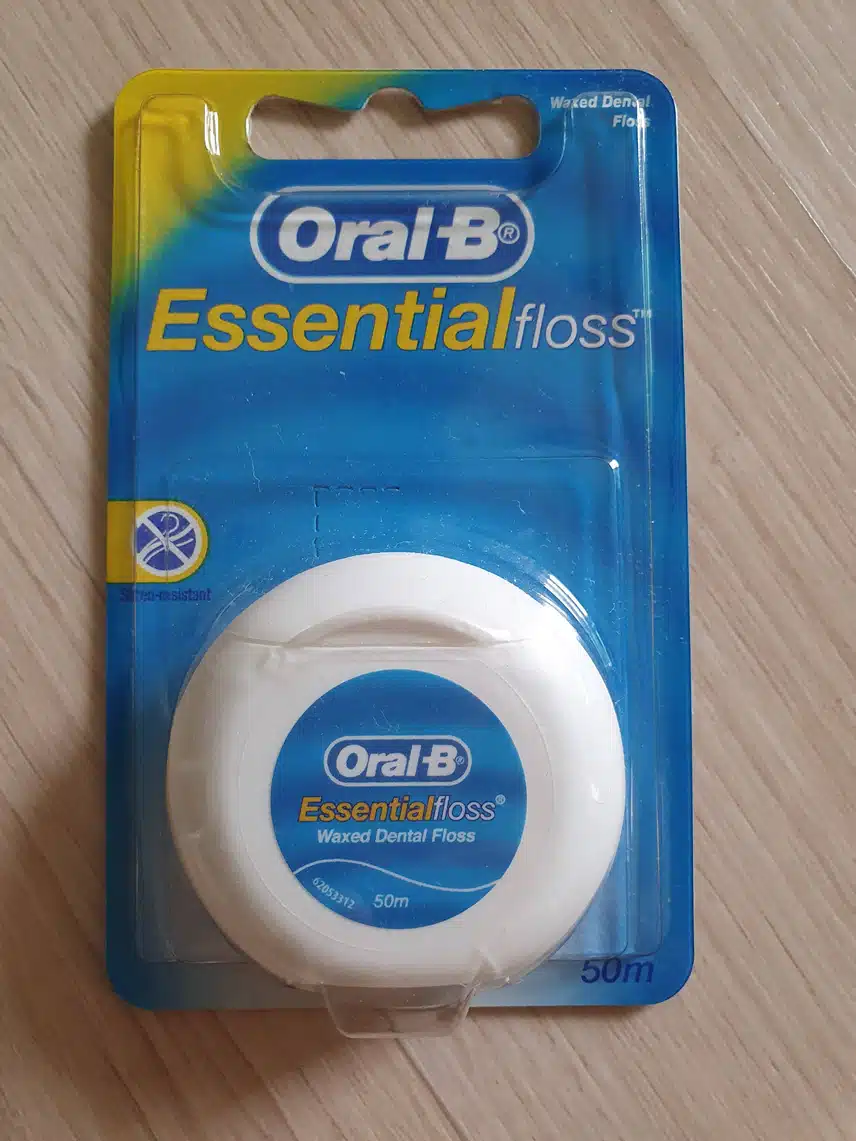 Waxed Dental
Floss
Oral-B®
Essentialfloss™
Shred-resistant
Oral-B®
Essentialfloss®
Waxed Dental Floss
62053312
50m
50m